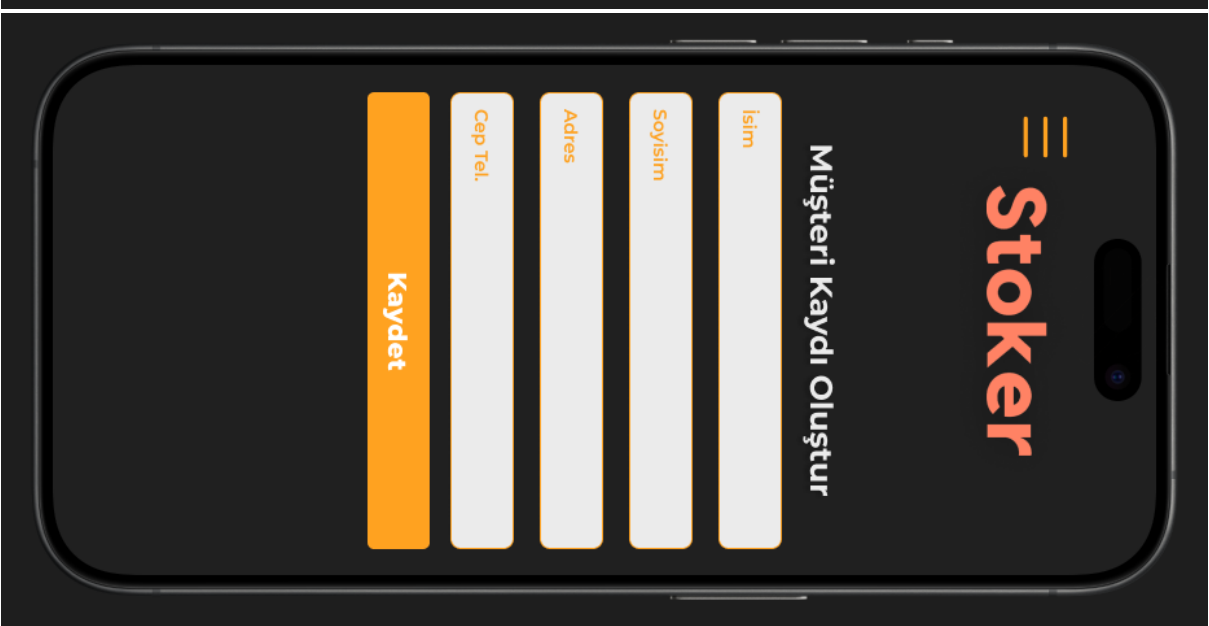 Stoker
Müşteri Kaydı Oluştur
İsim
Soyisim
Adres
Cep Tel.
Kaydet